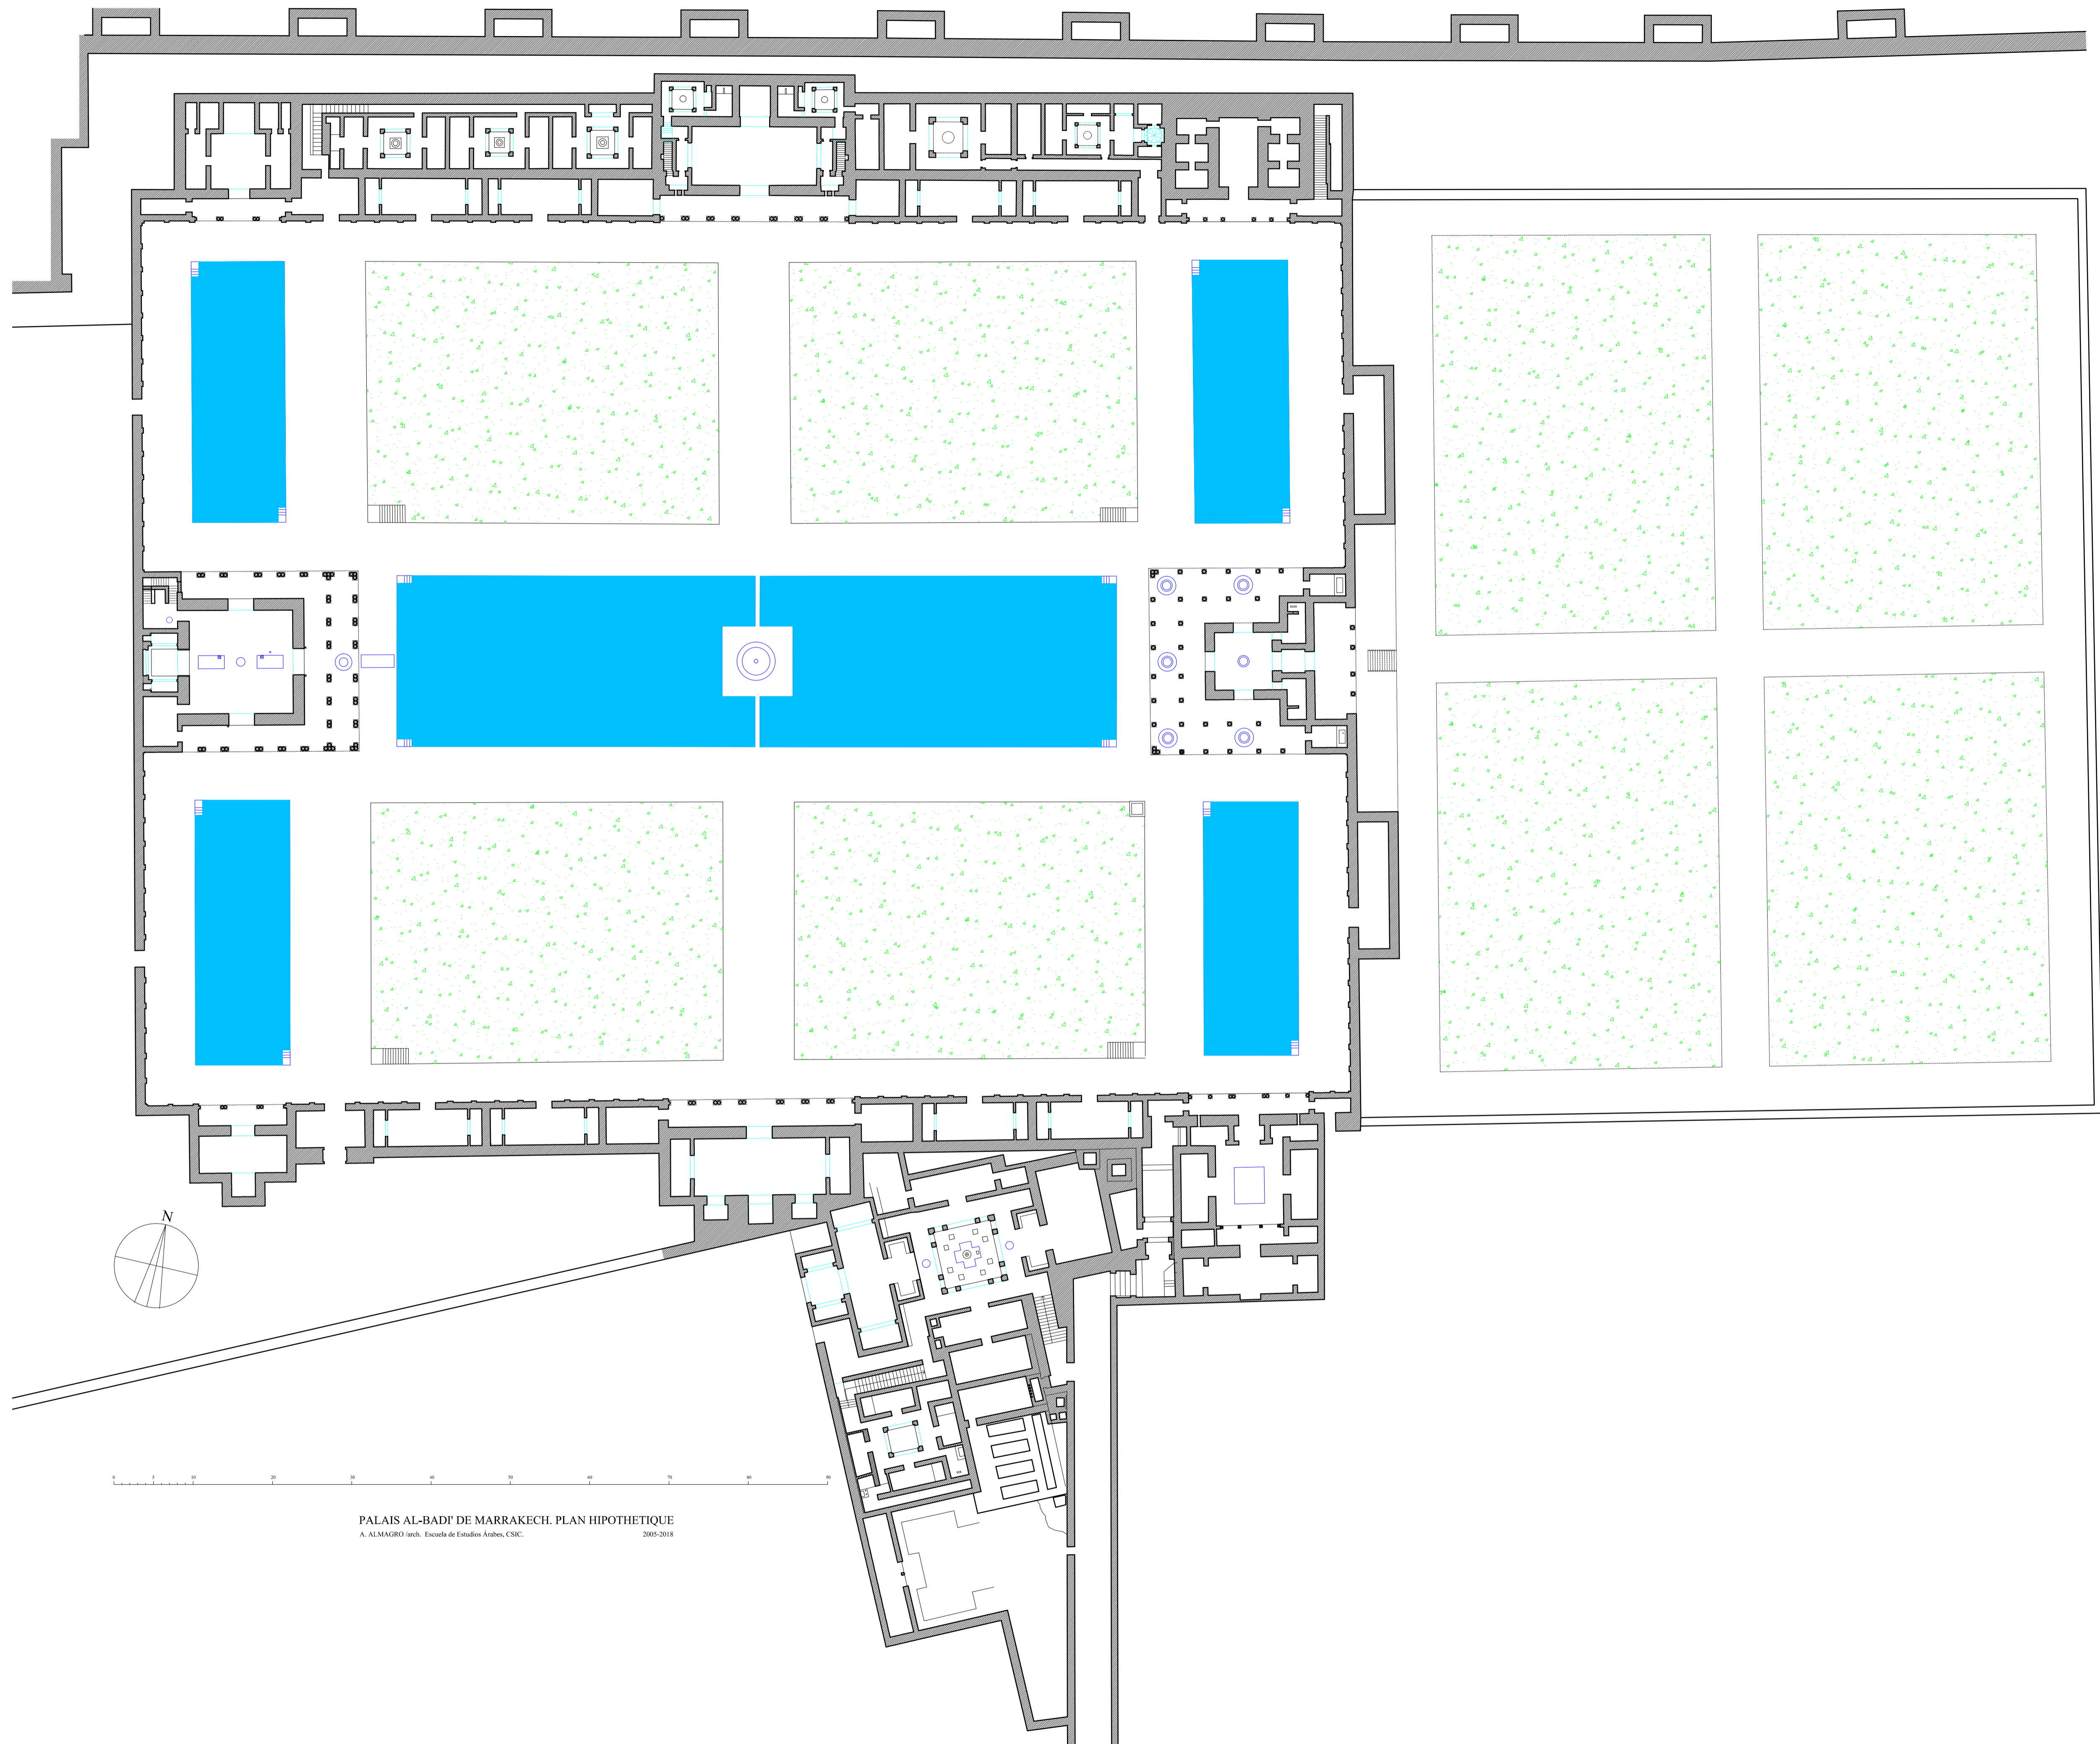 N
0 5 10 20 30 40 50 60 70 80 90
PALAIS AL-BADI' DE MARRAKECH. PLAN HIPOTHETIQUE
A. ALMAGRO /arch. Escuela de Estudios Árabes, CSIC. 2005-2018